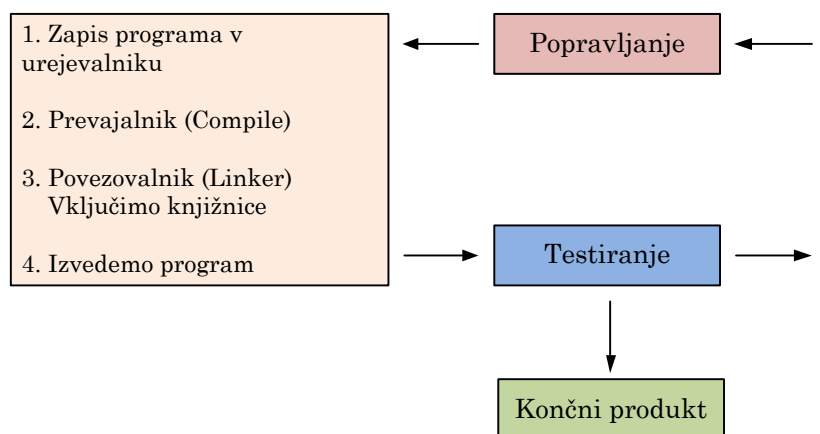 1. Zapis programa v
urejevalniku
2. Prevajalnik (Compile)
3. Povezovalnik (Linker)
Vključimo knjižnice
4. Izvedemo program
Popravljanje
Testiranje
Končni produkt